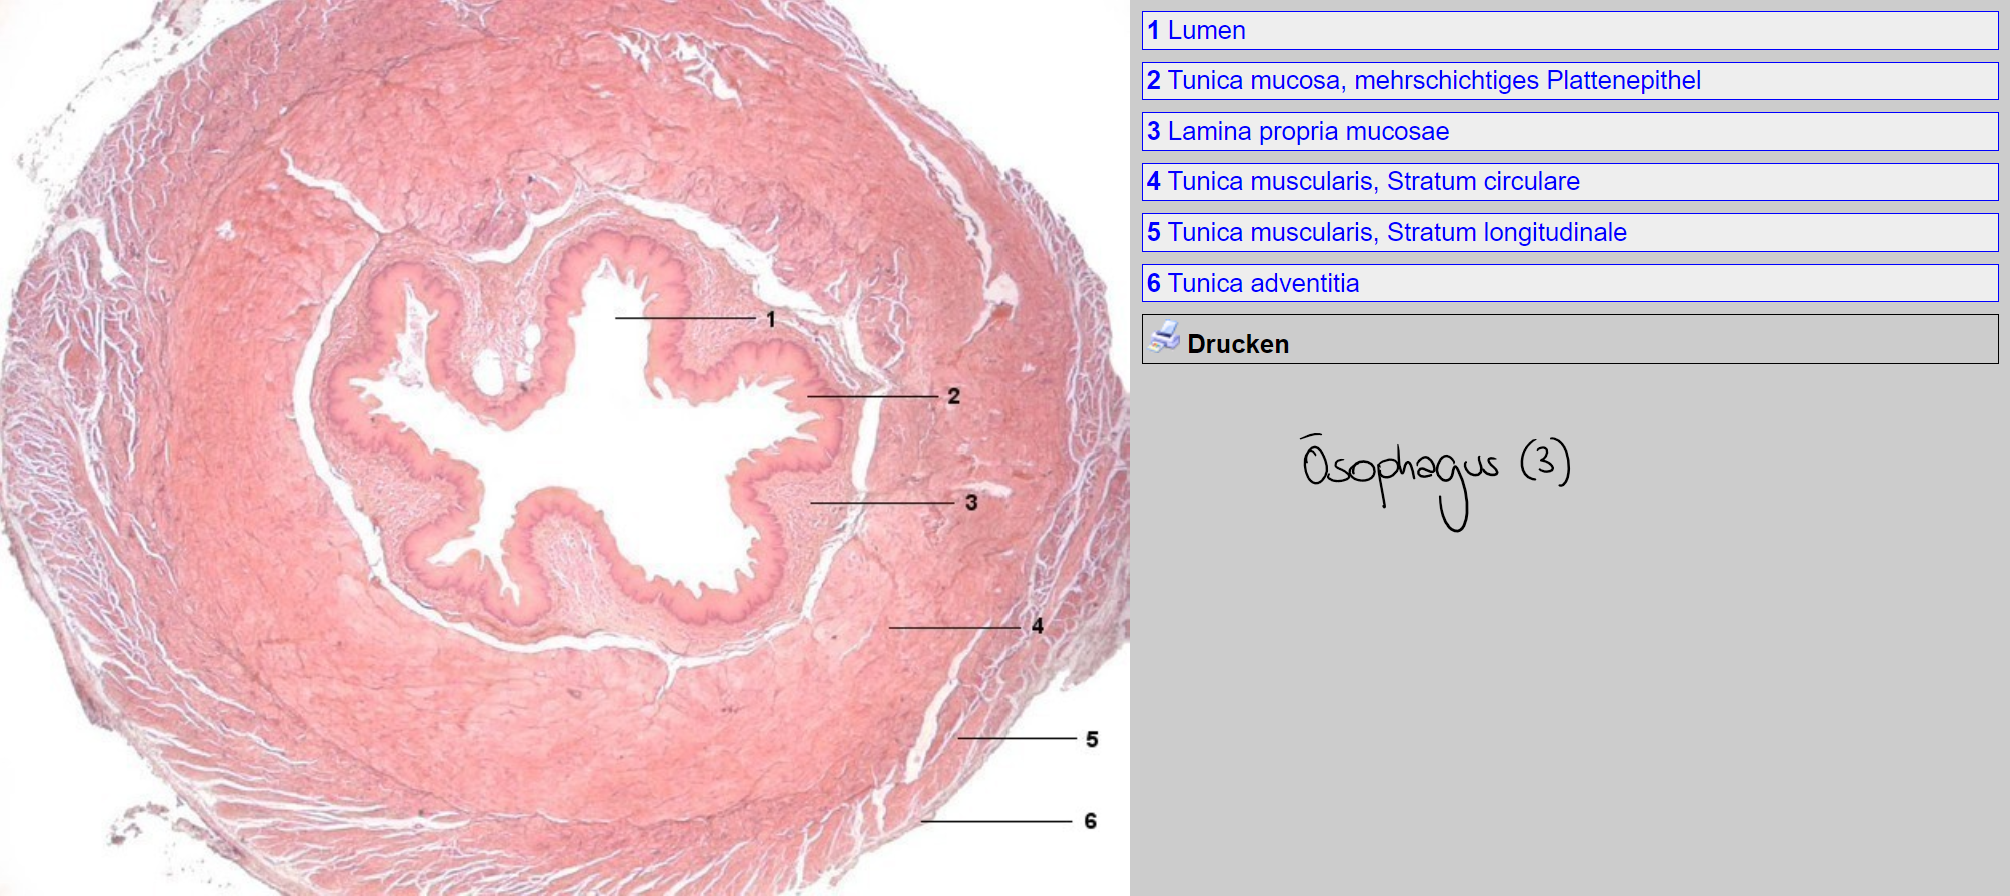 1
2
3
4
5
6
1 Lumen
2 Tunica mucosa, mehrschichtiges Plattenepithel
3 Lamina propria mucosae
4 Tunica muscularis, Stratum circulare
5 Tunica muscularis, Stratum longitudinale
6 Tunica adventitia
Drucken
Ōsophagus (3)